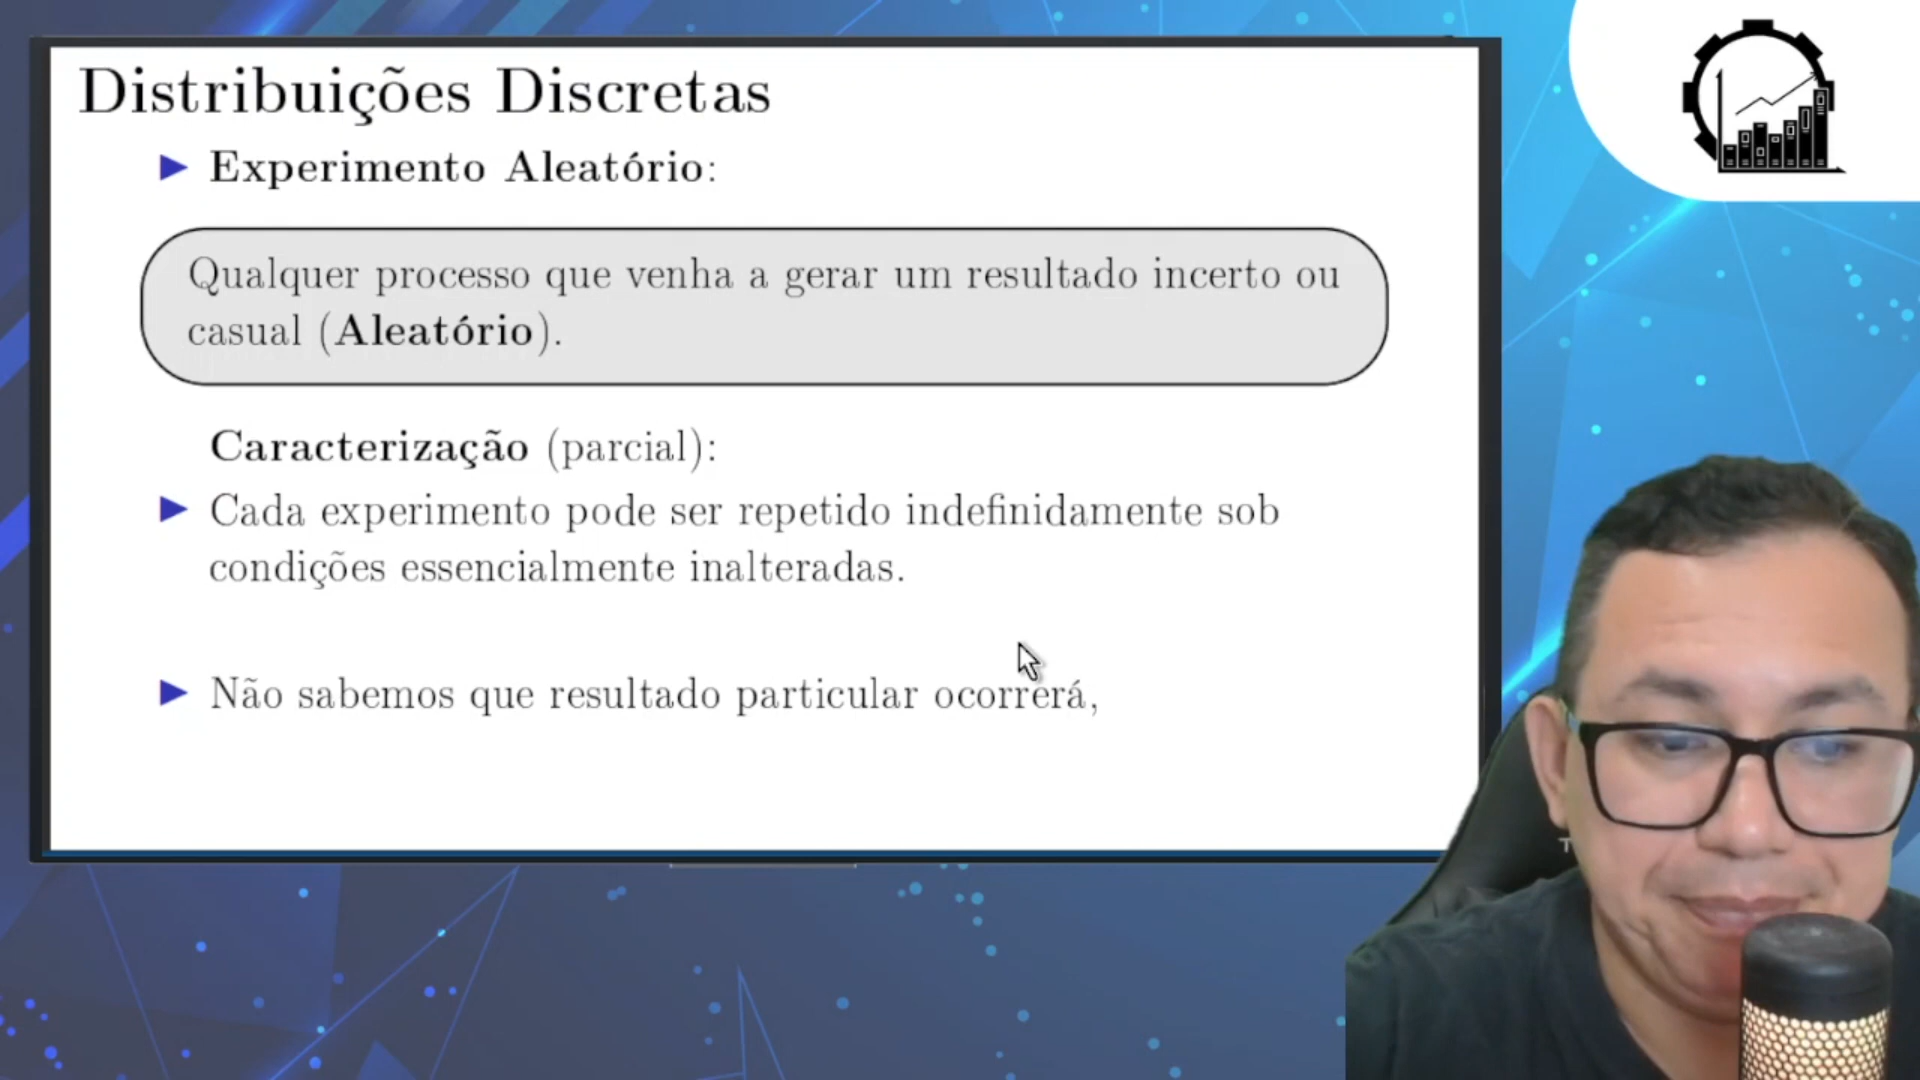 Distribuições Discretas
Experimento Aleatório:
Qualquer processo que venha a gerar um resultado incerto ou
casual (Aleatório).
Caracterização (parcial):
Cada experimento pode ser repetido indefinidamente sob
condições essencialmente inalteradas.
Não sabemos que resultado particular ocorrerá,